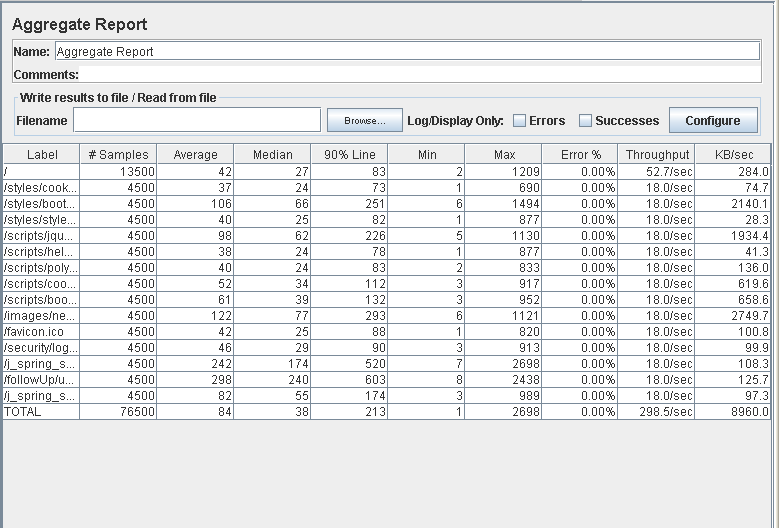 Aggregate Report
Name: Aggregate Report
Comments:
Write results to file / Read from file
Filename Browse... Log/Display Only: Errors Successes Configure
Label # Samples Average Median 90% Line Min Max Error % Throughput KB/sec
/ 13500 42 27 83 2 1209 0.00% 52.7/sec 284.0
/styles/cook... 4500 37 24 73 1 690 0.00% 18.0/sec 74.7
/styles/boot... 4500 106 66 251 6 1494 0.00% 18.0/sec 2140.1
/styles/style... 4500 40 25 82 1 877 0.00% 18.0/sec 28.3
/scripts/jqu... 4500 98 62 226 5 1130 0.00% 18.0/sec 1934.4
/scripts/hel... 4500 38 24 78 1 877 0.00% 18.0/sec 41.3
/scripts/poly... 4500 40 24 83 2 833 0.00% 18.0/sec 136.0
/scripts/coo... 4500 52 34 112 3 917 0.00% 18.0/sec 619.6
/scripts/boo... 4500 61 39 132 3 952 0.00% 18.0/sec 658.6
/images/ne... 4500 122 77 293 6 1121 0.00% 18.0/sec 2749.7
/favicon.ico 4500 42 25 88 1 820 0.00% 18.0/sec 100.8
/security/log... 4500 46 29 90 3 913 0.00% 18.0/sec 99.9
/j_spring_s... 4500 242 174 520 7 2698 0.00% 18.0/sec 108.3
/followUp/u... 4500 298 240 603 8 2438 0.00% 18.0/sec 125.7
/j_spring_s... 4500 82 55 174 3 989 0.00% 18.0/sec 97.3
TOTAL 76500 84 38 213 1 2698 0.00% 298.5/sec 8960.0